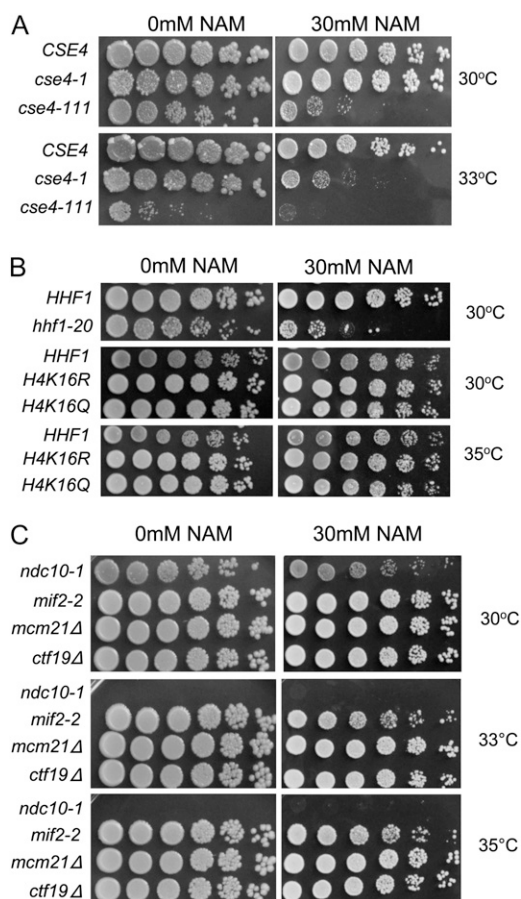 A
0mM NAM 30mM NAM
CSE4
cse4-1
cse4-111
30°C
CSE4
cse4-1
cse4-111
33°C
B
0mM NAM 30mM NAM
HHF1
hhf1-20
30°C
HHF1
H4K16R
H4K16Q
30°C
HHF1
H4K16R
H4K16Q
35°C
C
0mM NAM 30mM NAM
ndc10-1
mif2-2
mcm21Δ
ctf19Δ
30°C
ndc10-1
mif2-2
mcm21Δ
ctf19Δ
33°C
ndc10-1
mif2-2
mcm21Δ
ctf19Δ
35°C